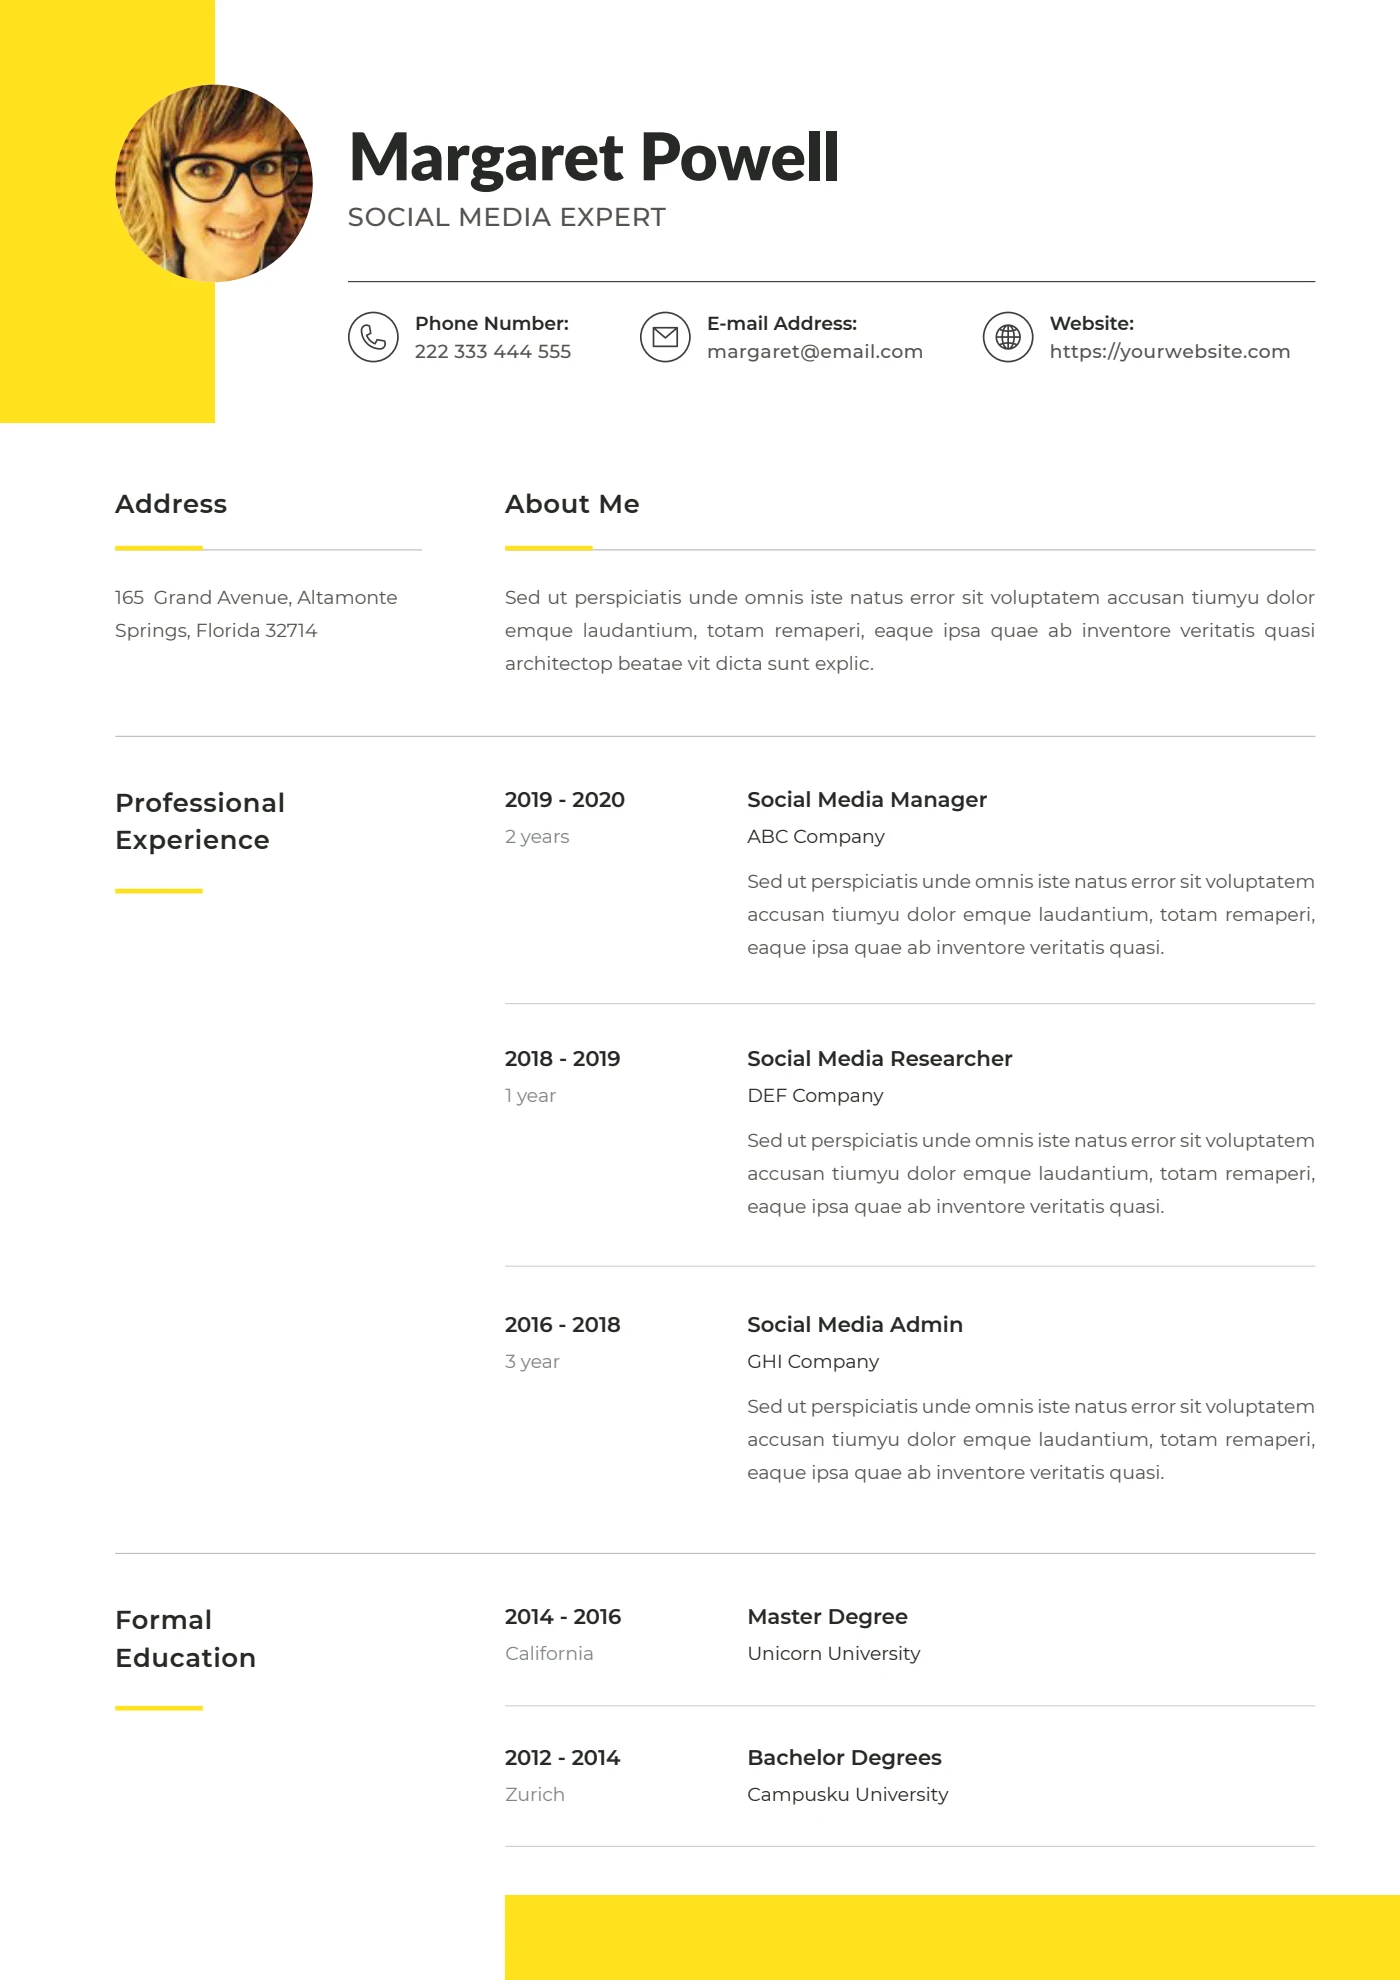 Margaret Powell
SOCIAL MEDIA EXPERT
Phone Number:
222 333 444 555
E-mail Address:
margaret@email.com
Website:
https://yourwebsite.com
Address
165  Grand Avenue, Altamonte
Springs, Florida 32714
About Me
Sed ut perspiciatis unde omnis iste natus error sit voluptatem accusan tiumyu dolor
emque laudantium, totam remaperi, eaque ipsa quae ab inventore veritatis quasi
architectop beatae vit dicta sunt explic.
Professional
Experience
2019 - 2020
2 years
Social Media Manager
ABC Company
Sed ut perspiciatis unde omnis iste natus error sit voluptatem
accusan tiumyu dolor emque laudantium, totam remaperi,
eaque ipsa quae ab inventore veritatis quasi.
2018 - 2019
1 year
Social Media Researcher
DEF Company
Sed ut perspiciatis unde omnis iste natus error sit voluptatem
accusan tiumyu dolor emque laudantium, totam remaperi,
eaque ipsa quae ab inventore veritatis quasi.
2016 - 2018
3 year
Social Media Admin
GHI Company
Sed ut perspiciatis unde omnis iste natus error sit voluptatem
accusan tiumyu dolor emque laudantium, totam remaperi,
eaque ipsa quae ab inventore veritatis quasi.
Formal
Education
2014 - 2016
California
Master Degree
Unicorn University
2012 - 2014
Zurich
Bachelor Degrees
Campusku University